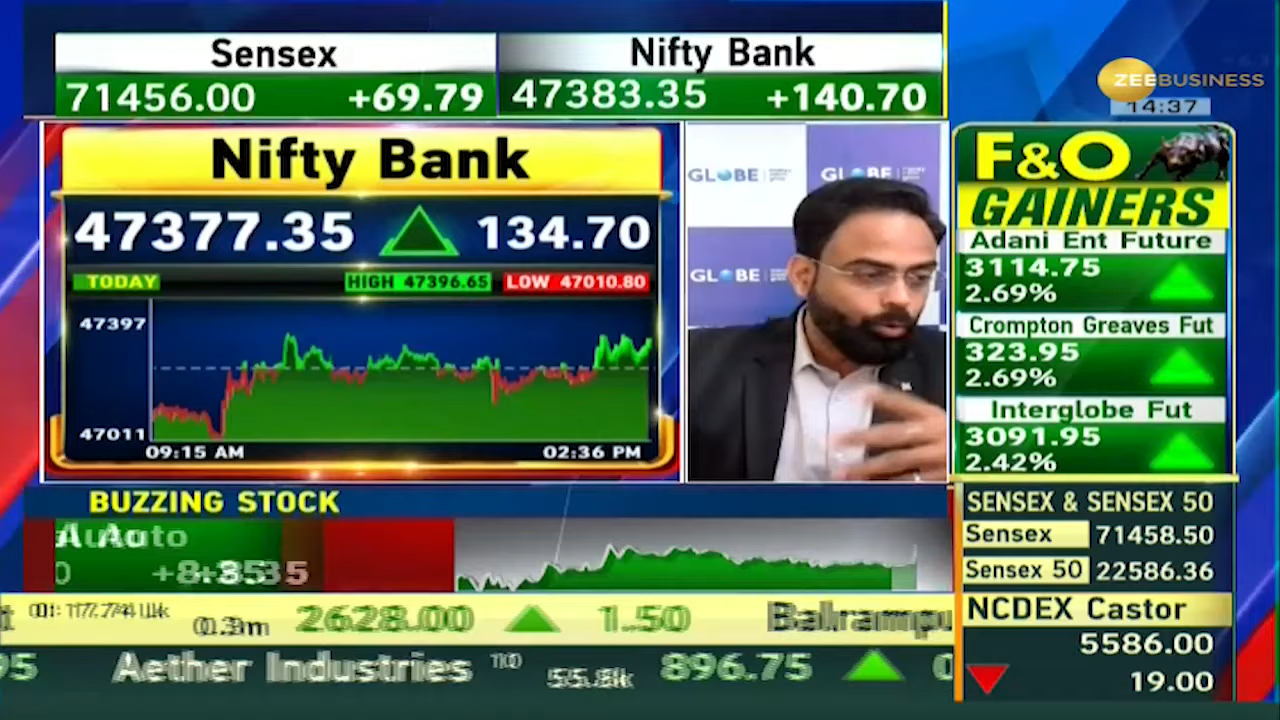 Sensex
71456.00 +69.79
Nifty Bank
47383.35 +140.70
ZEEBUSINESS
14:37
Nifty Bank
47377.35 134.70
TODAY HIGH 47396.65 LOW 47010.80
47397
47011
09:15 AM 02:36 PM
GLOBE GLOBE
GLOBE
F&O
GAINERS
Adani Ent Future
3114.75
2.69%
Crompton Greaves Fut
323.95
2.69%
Interglobe Fut
3091.95
2.42%
BUZZING STOCK
Auto
SENSEX & SENSEX 50
Sensex 71458.50
Sensex 50 22586.36
NCDEX Castor
5586.00
19.00
2628.00 1.50
95 Aether Industries 55.8k 896.75